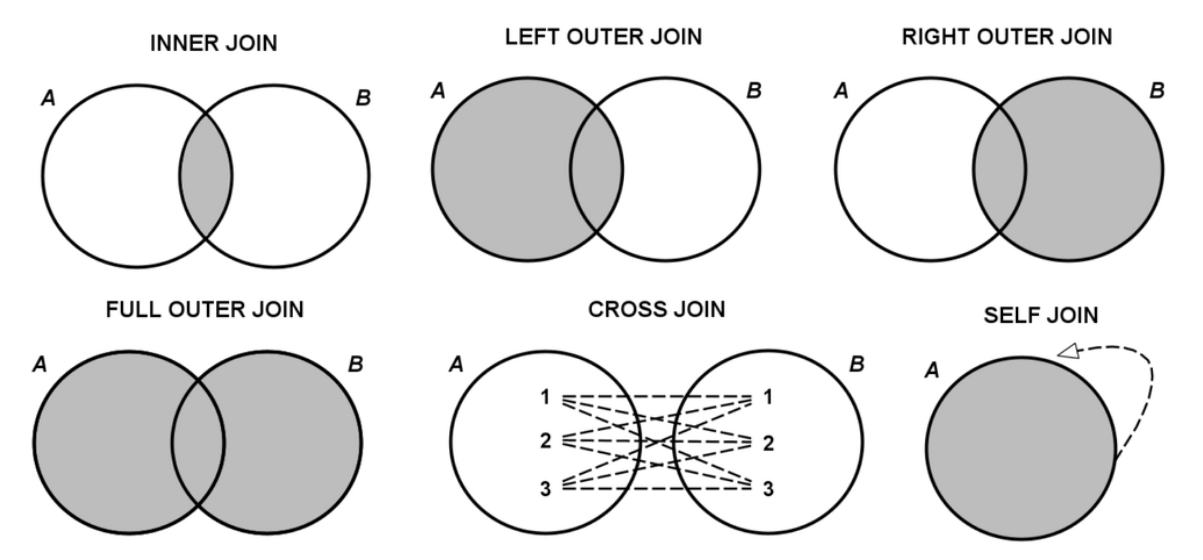 INNER JOIN
A
B
LEFT OUTER JOIN
A
B
RIGHT OUTER JOIN
A
B
FULL OUTER JOIN
A
B
CROSS JOIN
A
B
1 1
2 2
3 3
SELF JOIN
A